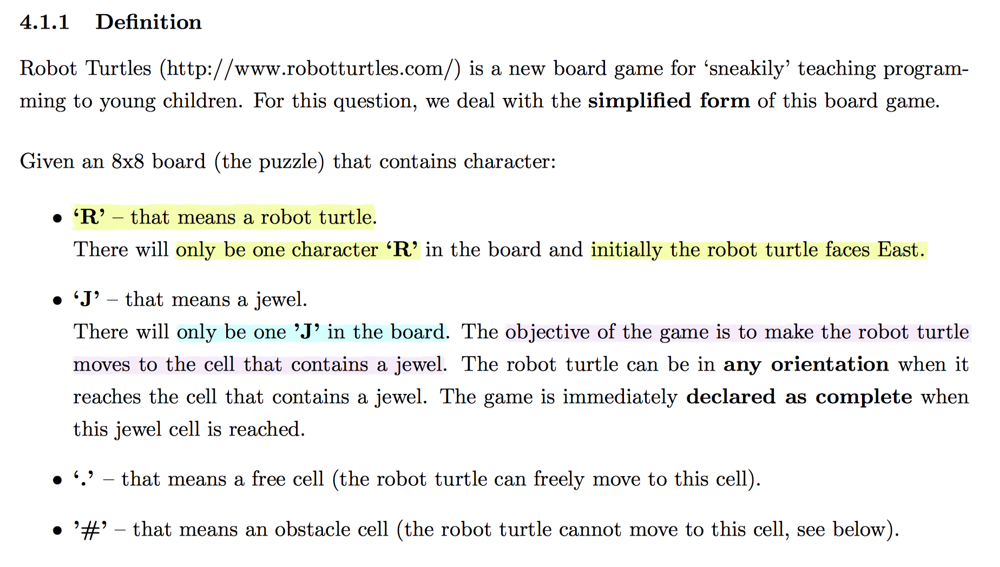 4.1.1 Definition
Robot Turtles (http://www.robotturtles.com/) is a new board game for ‘sneakily’ teaching program-
ming to young children. For this question, we deal with the simplified form of this board game.
Given an 8x8 board (the puzzle) that contains character:
• ‘R’ – that means a robot turtle.
There will only be one character ‘R’ in the board and initially the robot turtle faces East.
• ‘J’ – that means a jewel.
There will only be one ’J’ in the board. The objective of the game is to make the robot turtle
moves to the cell that contains a jewel. The robot turtle can be in any orientation when it
reaches the cell that contains a jewel. The game is immediately declared as complete when
this jewel cell is reached.
• ‘.’ – that means a free cell (the robot turtle can freely move to this cell).
• ’#’ – that means an obstacle cell (the robot turtle cannot move to this cell, see below).